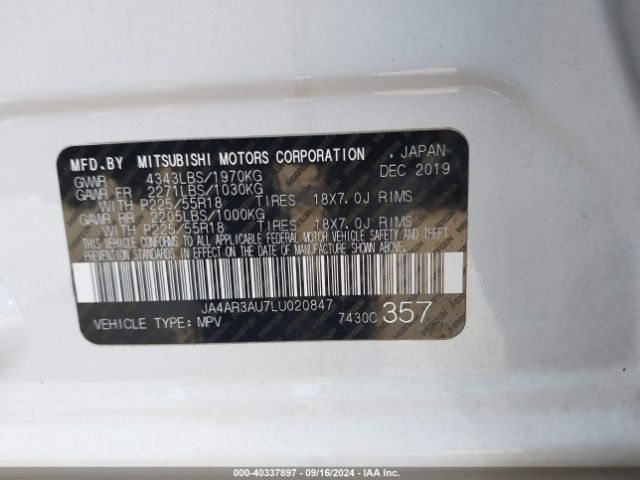 MFD.BY MITSUBISHI MOTORS CORPORATION , JAPAN
GVWR 4343LBS/1970KG DEC 2019
GAWR FR 2271LBS/1030KG
WITH P225/55R18 TIRES 18X7.0J RIMS
GAWR RR 2205LBS/1000KG
WITH P225/55R18 TIRES 18X7.0J RIMS
THIS VEHICLE CONFORMS TO ALL APPLICABLE FEDERAL MOTOR VEHICLE SAFETY AND THEFT
PREVENTION STANDARDS IN EFFECT ON THE DATE OF MANUFACTURE SHOWN ABOVE.
JA4AR3AU7LU020847
VEHICLE TYPE: MPV 7430C 357
000-40337897 - 09/16/2024 - IAAI.COM